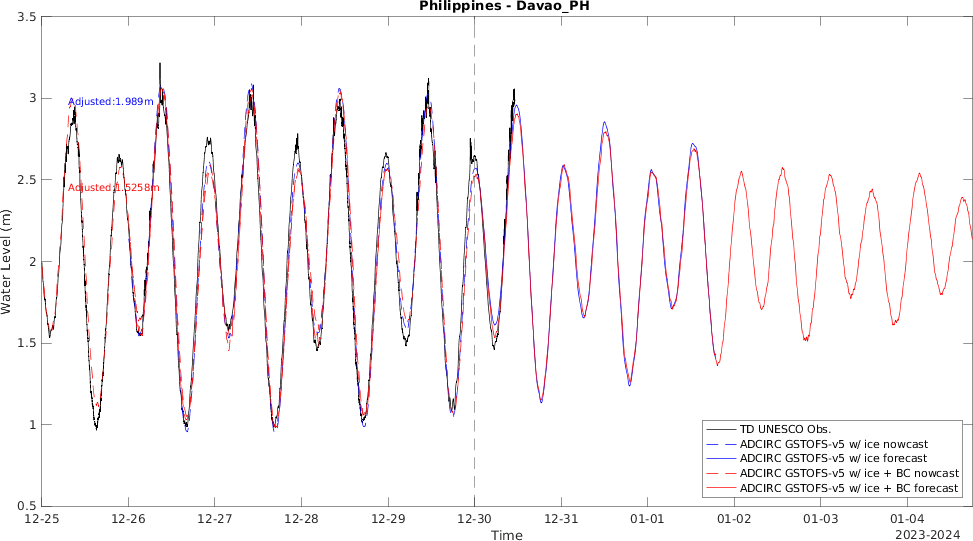 Philippines - Davao_PH
3.5
3
2.5
2
1.5
1
0.5
Water Level (m)
Adjusted:1.989m
Adjusted:1.5258m
TD UNESCO Obs.
ADCIRC GSTOFS-v5 w/ ice nowcast
ADCIRC GSTOFS-v5 w/ ice forecast
ADCIRC GSTOFS-v5 w/ ice + BC nowcast
ADCIRC GSTOFS-v5 w/ ice + BC forecast
12-25 12-26 12-27 12-28 12-29 12-30 12-31 01-01 01-02 01-03 01-04
Time
2023-2024